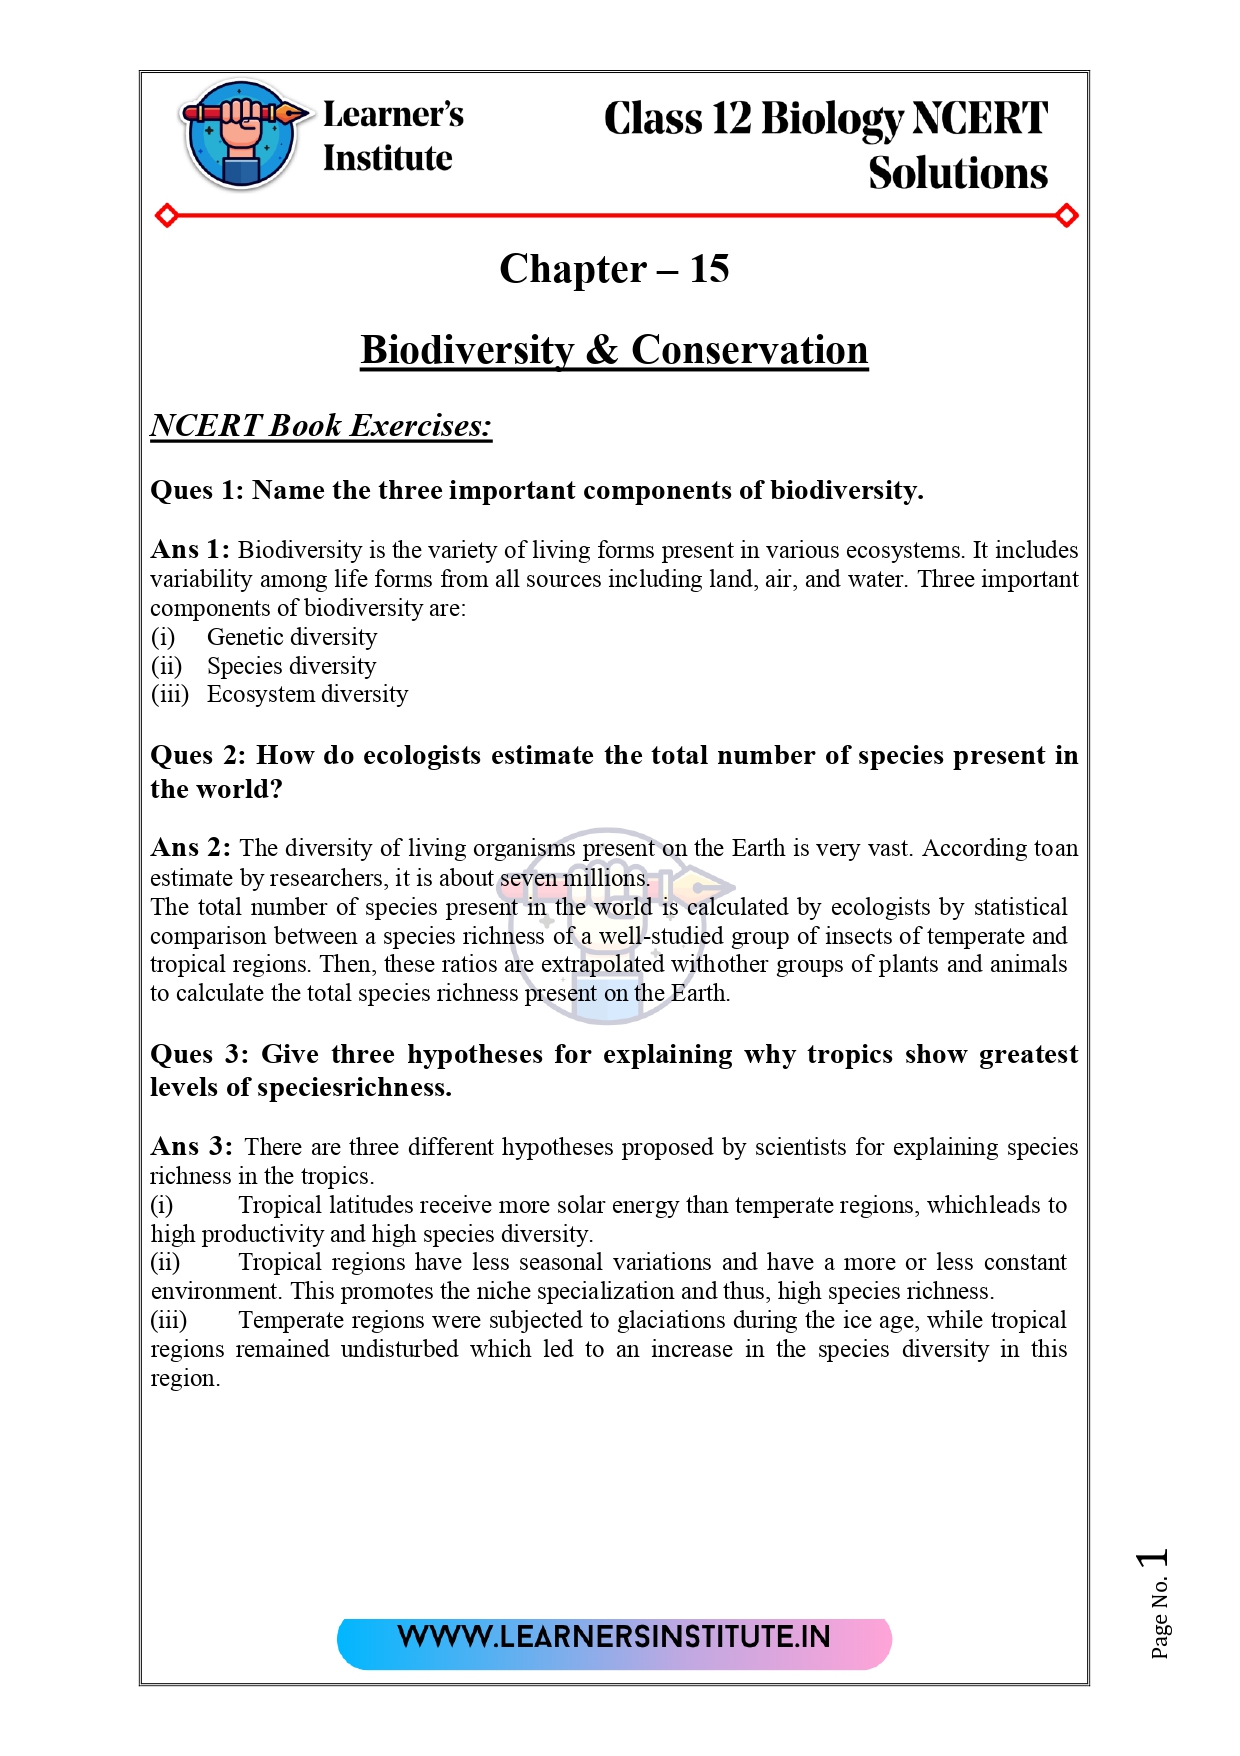 Learner's
Institute
Class 12 Biology NCERT
Solutions
Chapter – 15
Biodiversity & Conservation
NCERT Book Exercises:
Ques 1: Name the three important components of biodiversity.
Ans 1: Biodiversity is the variety of living forms present in various ecosystems. It includes
variability among life forms from all sources including land, air, and water. Three important
components of biodiversity are:
(i) Genetic diversity
(ii) Species diversity
(iii) Ecosystem diversity
Ques 2: How do ecologists estimate the total number of species present in
the world?
Ans 2: The diversity of living organisms present on the Earth is very vast. According toan
estimate by researchers, it is about seven millions.
The total number of species present in the world is calculated by ecologists by statistical
comparison between a species richness of a well-studied group of insects of temperate and
tropical regions. Then, these ratios are extrapolated withother groups of plants and animals
to calculate the total species richness present on the Earth.
Ques 3: Give three hypotheses for explaining why tropics show greatest
levels of speciesrichness.
Ans 3: There are three different hypotheses proposed by scientists for explaining species
richness in the tropics.
(i) Tropical latitudes receive more solar energy than temperate regions, whichleads to
high productivity and high species diversity.
(ii) Tropical regions have less seasonal variations and have a more or less constant
environment. This promotes the niche specialization and thus, high species richness.
(iii) Temperate regions were subjected to glaciations during the ice age, while tropical
regions remained undisturbed which led to an increase in the species diversity in this
region.
Page No. 1
WWW.LEARNERSINSTITUTE.IN